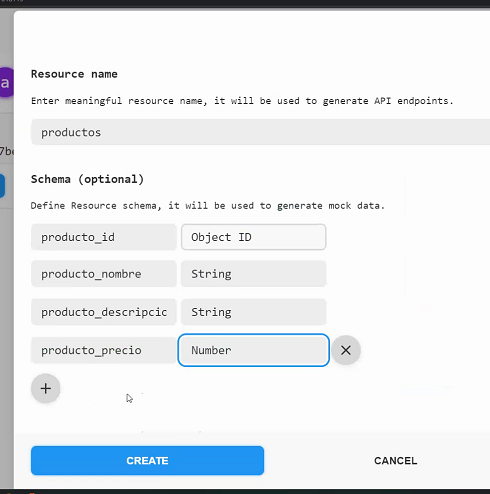 a
Resource name
Enter meaningful resource name, it will be used to generate API endpoints.
productos
Schema (optional)
Define Resource schema, it will be used to generate mock data.
producto_id Object ID
producto_nombre String
producto_descripcic String
producto_precio Number
CREATE CANCEL